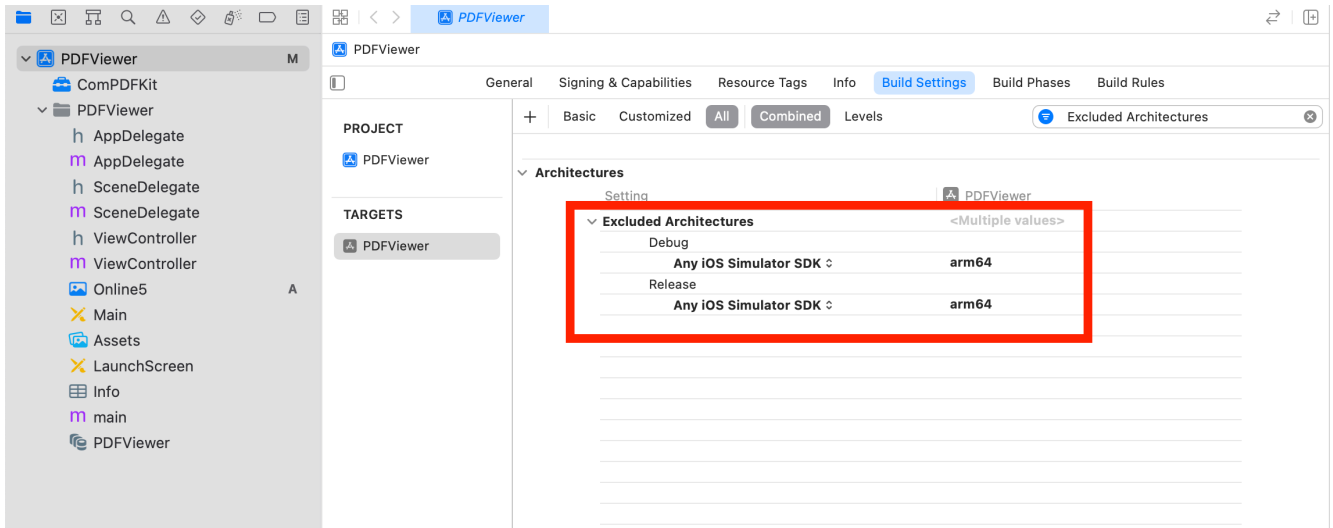 PDFViewer
PDFViewer M
ComPDFKit
PDFViewer
h AppDelegate
m AppDelegate
h SceneDelegate
m SceneDelegate
h ViewController
m ViewController
Online5 A
Main
Assets
LaunchScreen
Info
m main
PDFViewer
PDFViewer
General Signing & Capabilities Resource Tags Info Build Settings Build Phases Build Rules
PROJECT
PDFViewer
TARGETS
PDFViewer
+ Basic Customized All Combined Levels Excluded Architectures
Architectures
Setting PDFViewer
Excluded Architectures <Multiple values>
Debug
Any iOS Simulator SDK arm64
Release
Any iOS Simulator SDK arm64